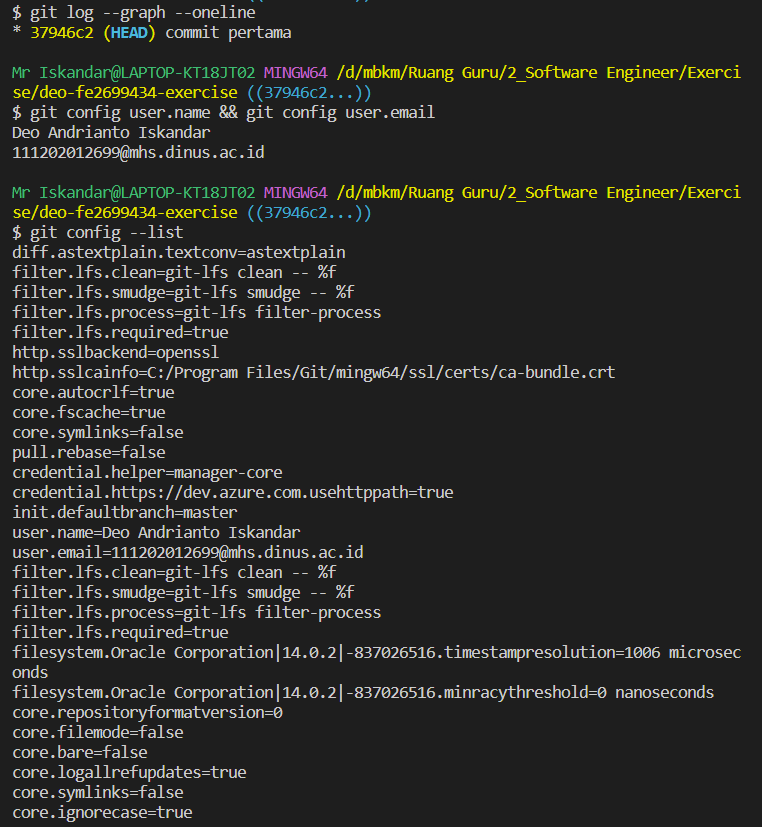 $ git log --graph --oneline
* 37946c2 (HEAD) commit pertama
Mr Iskandar@LAPTOP-KT18JT02 MINGW64 /d/mbkm/Ruang Guru/2_Software Engineer/Exerci
se/deo-fe2699434-exercise ((37946c2...))
$ git config user.name && git config user.email
Deo Andrianto Iskandar
111202012699@mhs.dinus.ac.id
Mr Iskandar@LAPTOP-KT18JT02 MINGW64 /d/mbkm/Ruang Guru/2_Software Engineer/Exerci
se/deo-fe2699434-exercise ((37946c2...))
$ git config --list
diff.astextplain.textconv=astextplain
filter.lfs.clean=git-lfs clean -- %f
filter.lfs.smudge=git-lfs smudge -- %f
filter.lfs.process=git-lfs filter-process
filter.lfs.required=true
http.sslbackend=openssl
http.sslcainfo=C:/Program Files/Git/mingw64/ssl/certs/ca-bundle.crt
core.autocrlf=true
core.fscache=true
core.symlinks=false
pull.rebase=false
credential.helper=manager-core
credential.https://dev.azure.com.usehttppath=true
init.defaultbranch=master
user.name=Deo Andrianto Iskandar
user.email=111202012699@mhs.dinus.ac.id
filter.lfs.clean=git-lfs clean -- %f
filter.lfs.smudge=git-lfs smudge -- %f
filter.lfs.process=git-lfs filter-process
filter.lfs.required=true
filesystem.Oracle Corporation|14.0.2|-837026516.timestampresolution=1006 microsec
onds
filesystem.Oracle Corporation|14.0.2|-837026516.minracythreshold=0 nanoseconds
core.repositoryformatversion=0
core.filemode=false
core.bare=false
core.logallrefupdates=true
core.symlinks=false
core.ignorecase=true